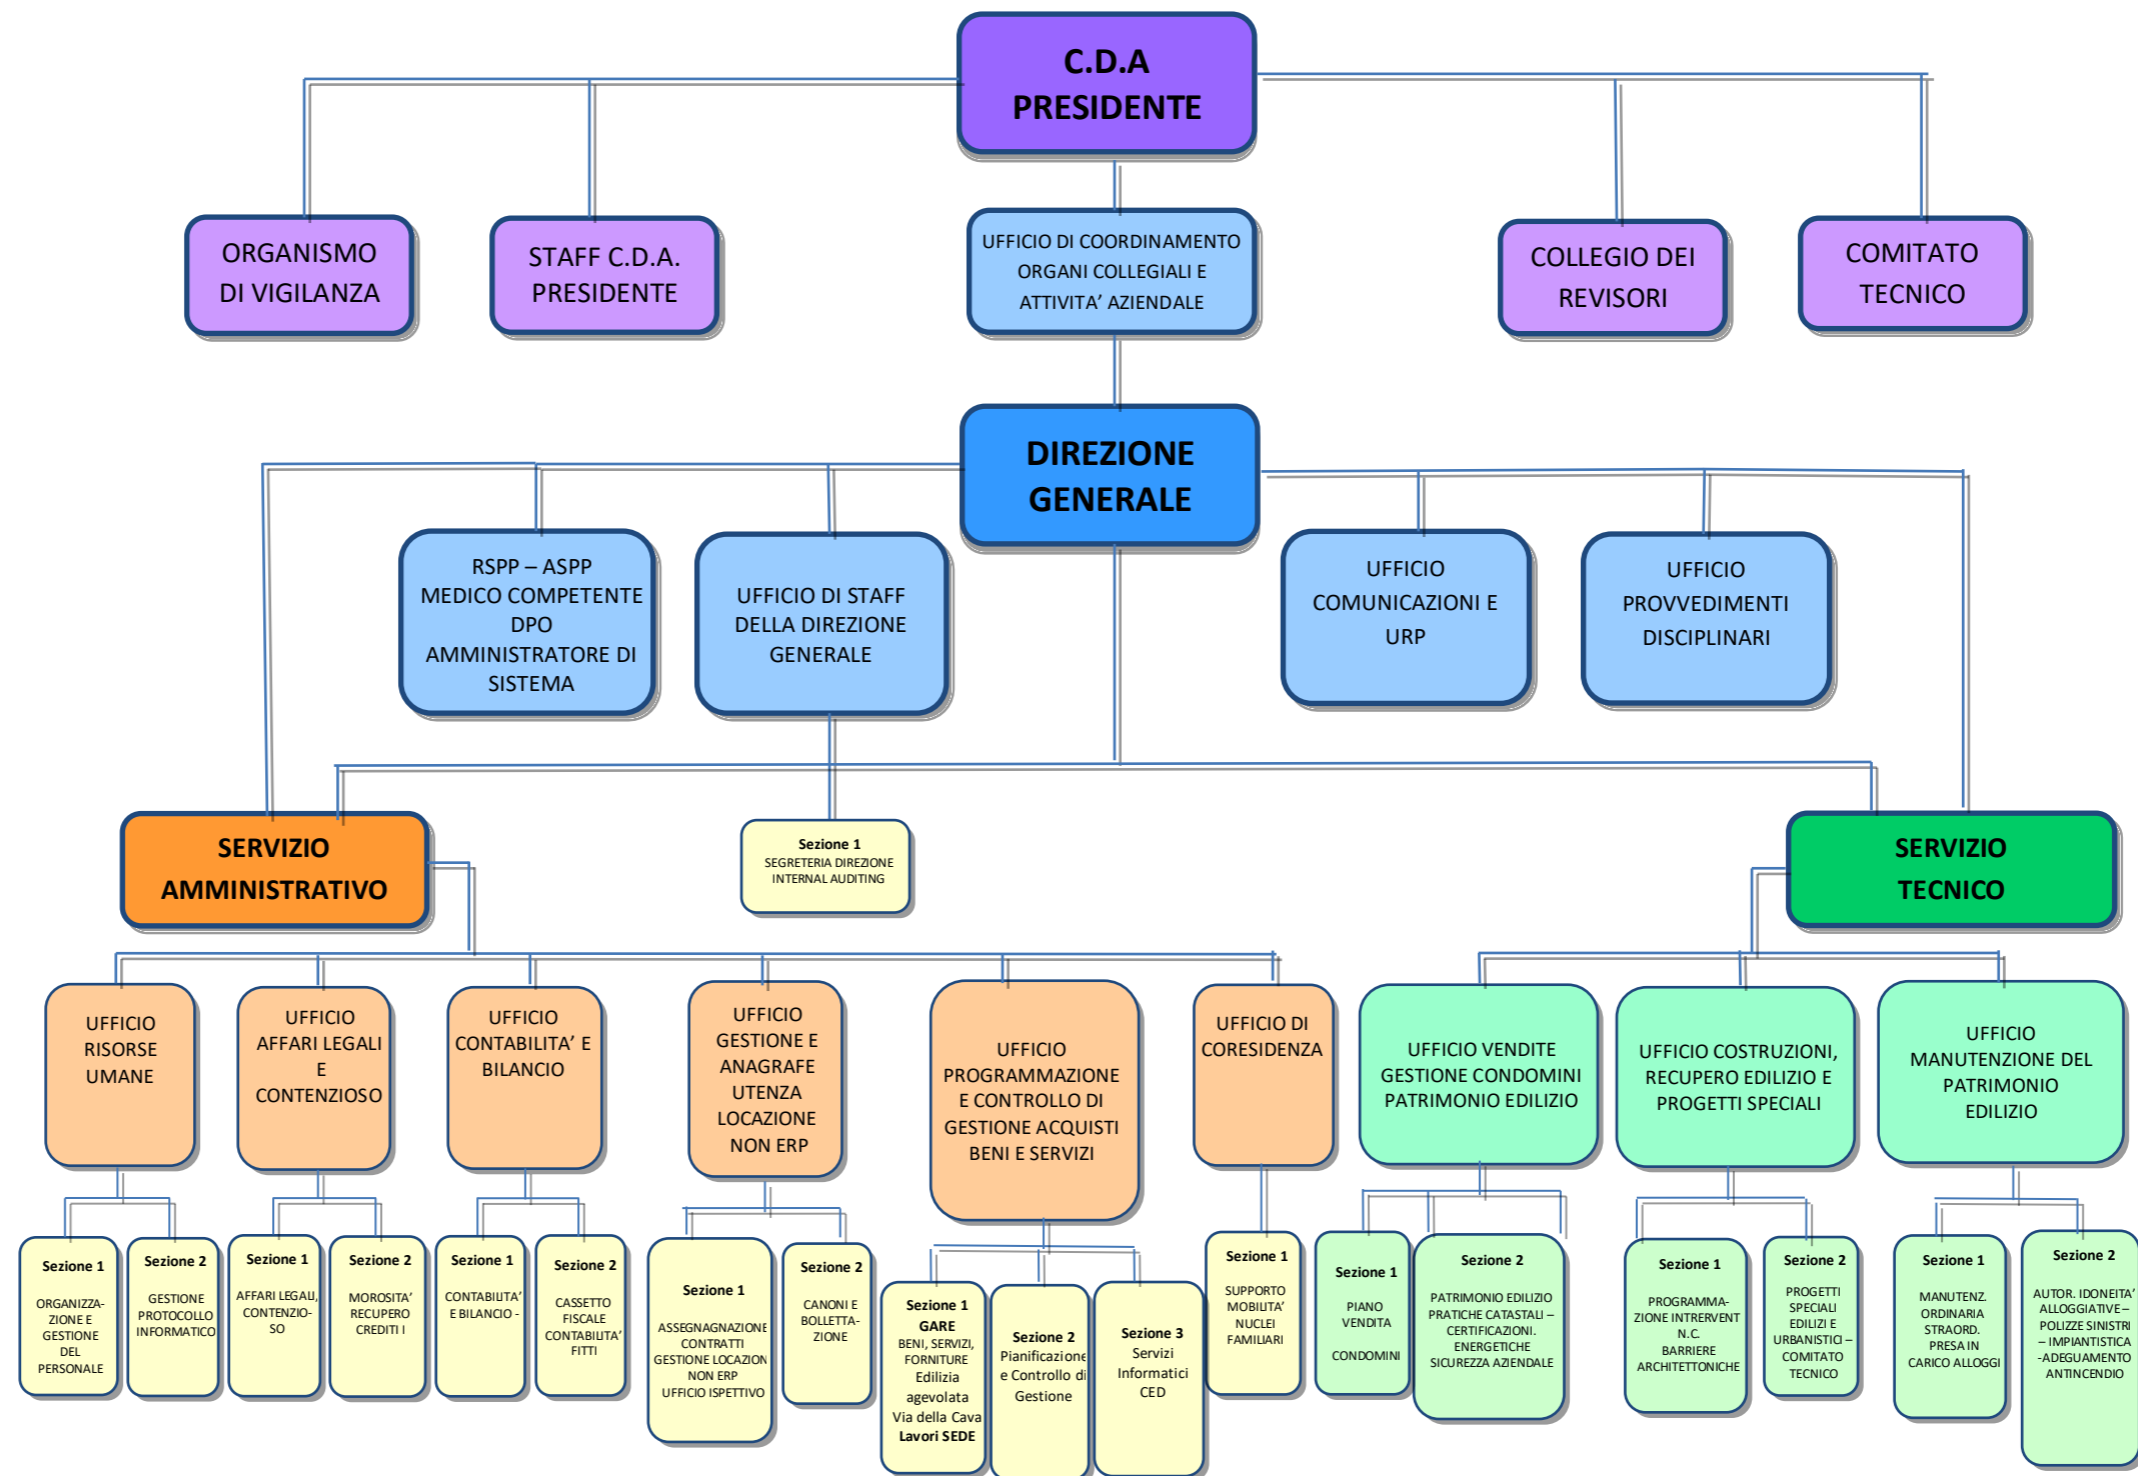 C.D.A
PRESIDENTE
ORGANISMO
DI VIGILANZA
STAFF C.D.A.
PRESIDENTE
UFFICIO DI COORDINAMENTO
ORGANI COLLEGIALI E
ATTIVITA’ AZIENDALE
COLLEGIO DEI
REVISORI
COMITATO
TECNICO
DIREZIONE
GENERALE
RSPP – ASPP
MEDICO COMPETENTE
DPO
AMMINISTRATORE DI
SISTEMA
UFFICIO DI STAFF
DELLA DIREZIONE
GENERALE
UFFICIO
COMUNICAZIONI E
URP
UFFICIO
PROVVEDIMENTI
DISCIPLINARI
SERVIZIO
AMMINISTRATIVO
Sezione 1
SEGRETERIA DIREZIONE
INTERNAL AUDITING
SERVIZIO
TECNICO
UFFICIO
RISORSE
UMANE
UFFICIO
AFFARI LEGALI
E
CONTENZIOSO
UFFICIO
CONTABILITA’ E
BILANCIO
UFFICIO
GESTIONE E
ANAGRAFE
UTENZA
LOCAZIONE
NON ERP
UFFICIO
PROGRAMMAZIONE
E CONTROLLO DI
GESTIONE ACQUISTI
BENI E SERVIZI
UFFICIO DI
CORESIDENZA
UFFICIO VENDITE
GESTIONE CONDOMINI
PATRIMONIO EDILIZIO
UFFICIO COSTRUZIONI,
RECUPERO EDILIZIO E
PROGETTI SPECIALI
UFFICIO
MANUTENZIONE DEL
PATRIMONIO
EDILIZIO
Sezione 1
ORGANIZZA-
ZIONE E
GESTIONE
DEL
PERSONALE
Sezione 2
GESTIONE
PROTOCOLLO
INFORMATICO
Sezione 1
AFFARI LEGALI,
CONTENZIO-
SO
Sezione 2
MOROSITA’
RECUPERO
CREDITI I
Sezione 1
CONTABILITA’
E BILANCIO -
Sezione 2
CASSETTO
FISCALE
CONTABILITA’
FITTI
Sezione 1
ASSEGNAGNAZIONE
CONTRATTI
GESTIONE LOCAZION
NON ERP
UFFICIO ISPETTIVO
Sezione 2
CANONI E
BOLLETTA-
ZIONE
Sezione 1
GARE
BENI, SERVIZI,
FORNITURE
Edilizia
agevolata
Via della Cava
Lavori SEDE
Sezione 2
Pianificazione
e Controllo di
Gestione
Sezione 3
Servizi
Informatici
CED
Sezione 1
SUPPORTO
MOBILITA’
NUCLEI
FAMILIARI
Sezione 1
PIANO
VENDITA
CONDOMINI
Sezione 2
PATRIMONIO EDILIZIO
PRATICHE CATASTALI –
CERTIFICAZIONI.
ENERGETICHE
SICUREZZA AZIENDALE
Sezione 1
PROGRAMMA-
ZIONE INTRERVENT
N.C.
BARRIERE
ARCHITETTONICHE
Sezione 2
PROGETTI
SPECIALI
EDILIZI E
URBANISTICI –
COMITATO
TECNICO
Sezione 1
MANUTENZ.
ORDINARIA
STRAORD.
PRESA IN
CARICO ALLOGGI
Sezione 2
AUTOR. IDONEITA’
ALLOGGIATIVE –
POLIZZE SINISTRI
– IMPIANTISTICA
-ADEGUAMENTO
ANTINCENDIO